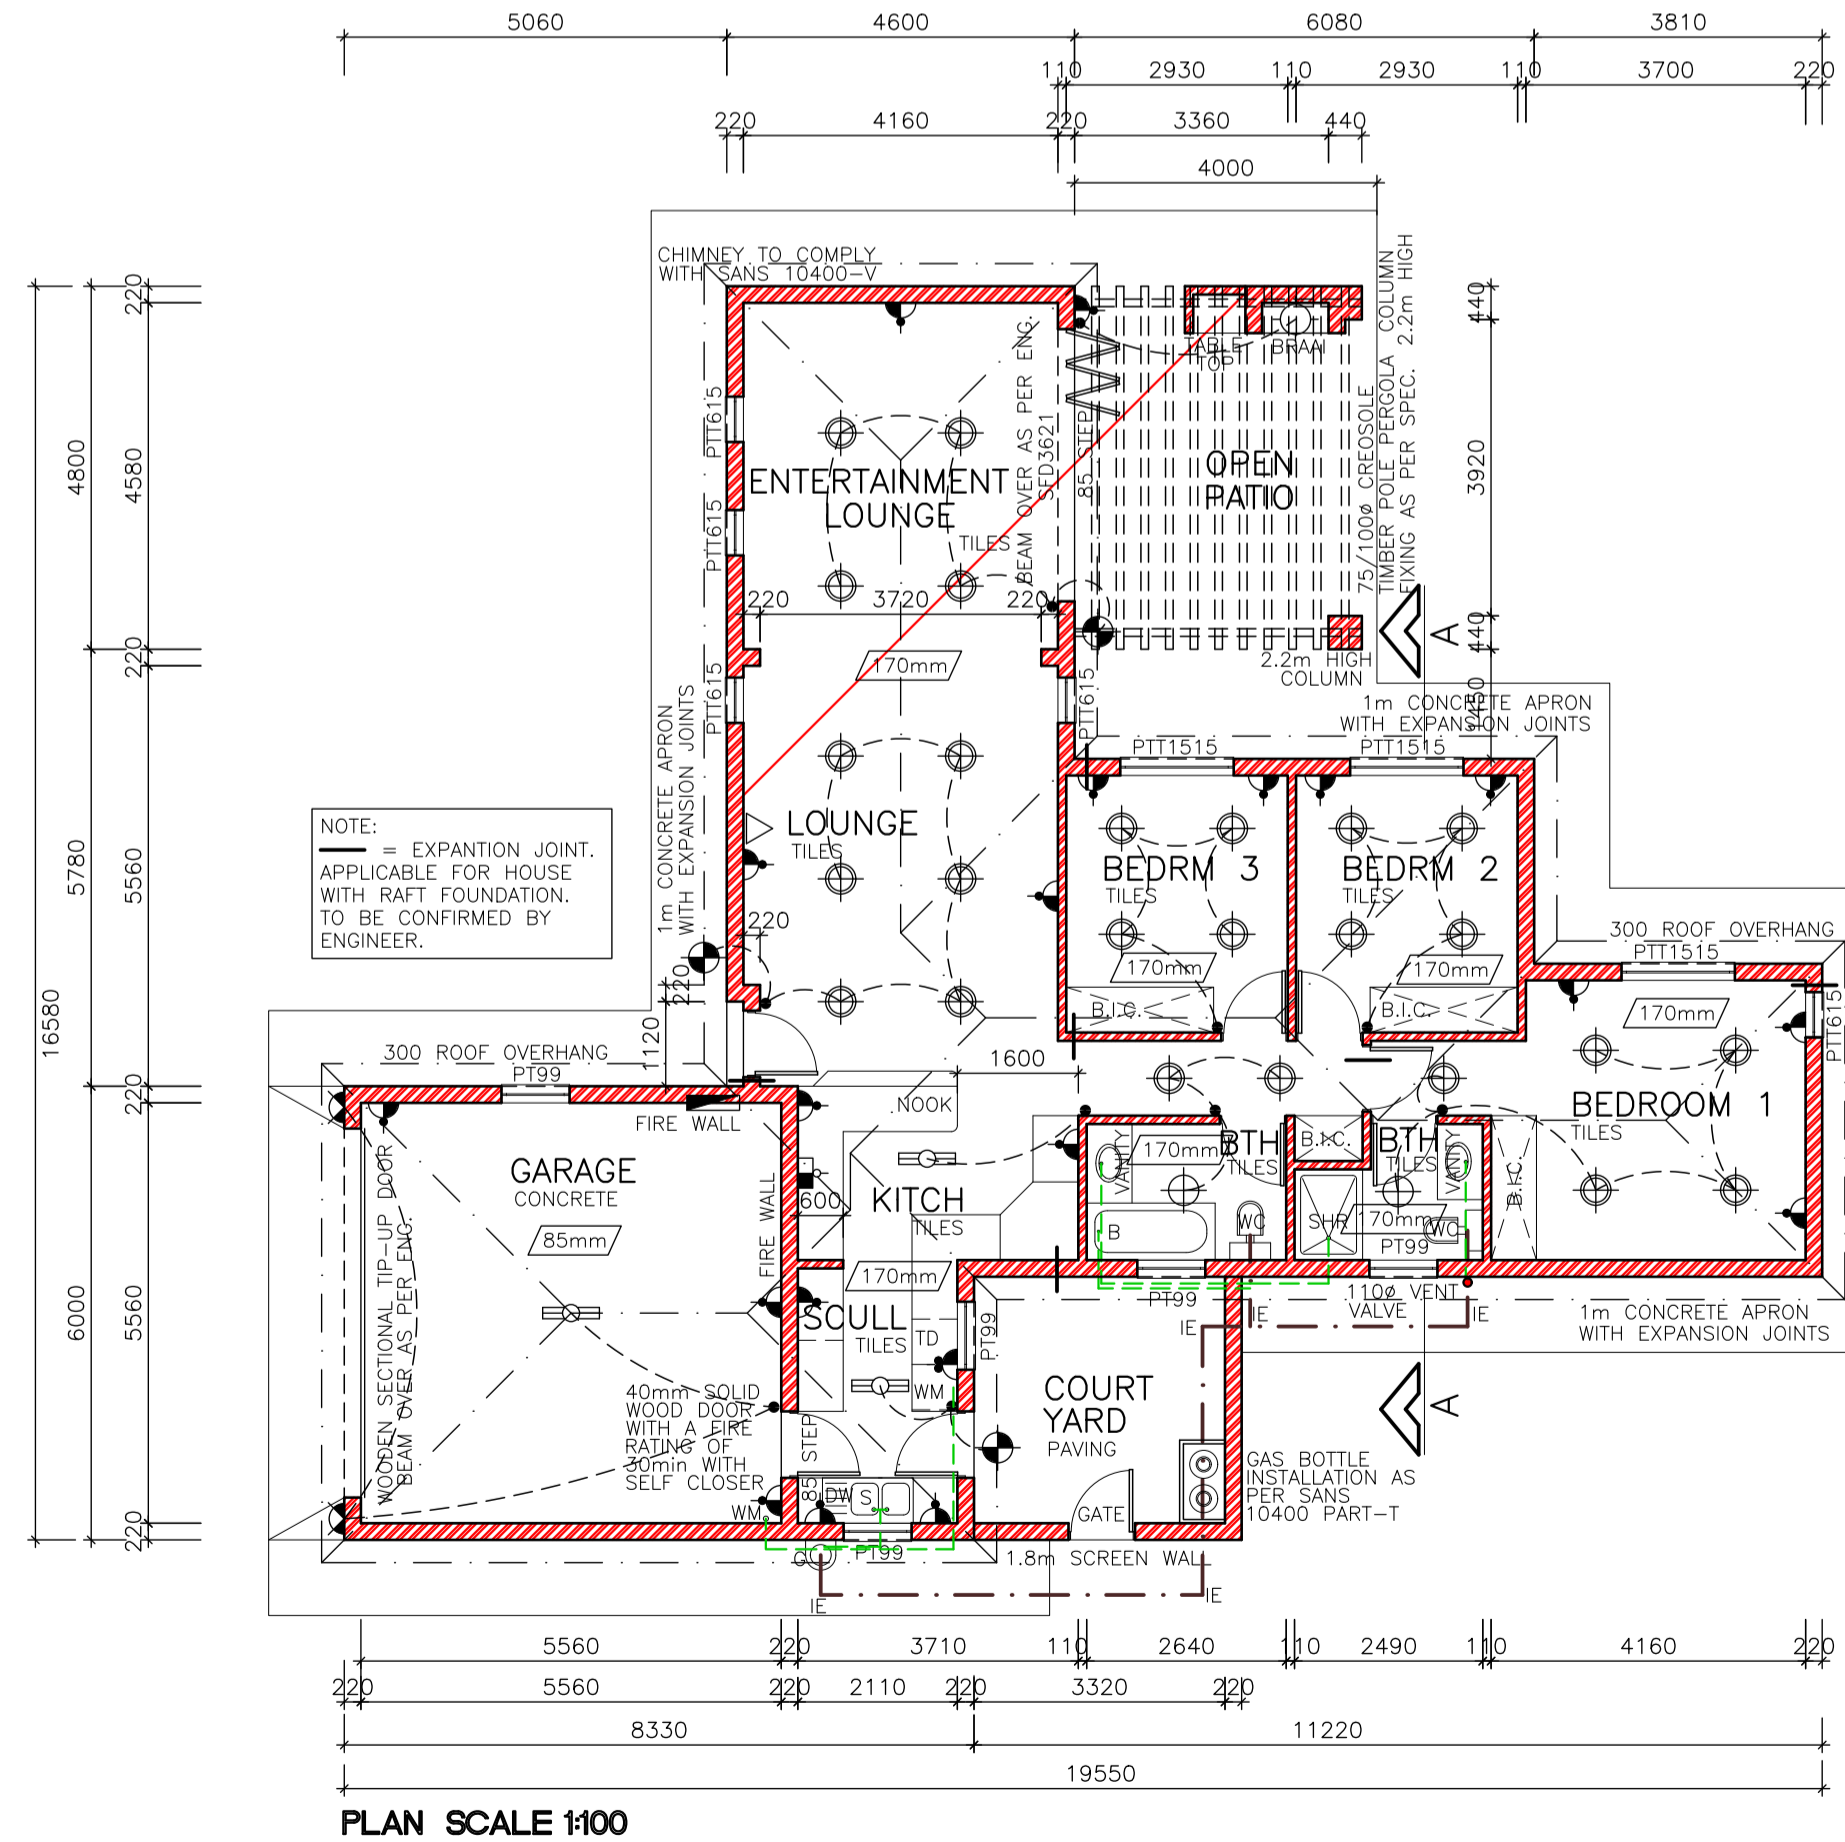 5060
4600
6080
3810
110
2930
110
2930
110
3700
220
220
4160
220
3360
440
4000
CHIMNEY TO COMPLY
WITH SANS 10400-V
220
4800
4580
220
5780
5560
16580
220
6000
5560
220
PTT615
PTT615
PTT615
ENTERTAINMENT
LOUNGE
TILES
BEAM OVER AS PER ENG.
SFD3621
85 STEP
TABLE
TOP
BRAAI
OPEN
PATIO
75/100ø CREOSOLE
TIMBER POLE PERGOLA COLUMN
FIXING AS PER SPEC. 2.2m HIGH
440
3920
440
1450
220
3720
220
170mm
2.2m HIGH
COLUMN
A
1m CONCRETE APRON
WITH EXPANSION JOINTS
PTT615
PTT1515
PTT1515
1m CONCRETE APRON
WITH EXPANSION JOINTS
NOTE:
= EXPANTION JOINT.
APPLICABLE FOR HOUSE
WITH RAFT FOUNDATION.
TO BE CONFIRMED BY
ENGINEER.
LOUNGE
TILES
220
220
1120
BEDRM 3
TILES
170mm
B.I.C.
BEDRM 2
TILES
170mm
B.I.C.
300 ROOF OVERHANG
PTT1515
170mm
PTT615
BEDROOM 1
TILES
B.I.C.
300 ROOF OVERHANG
PT99
FIRE WALL
1600
NOOK
GARAGE
CONCRETE
85mm
WOODEN SECTIONAL TIP-UP DOOR
BEAM OVER AS PER ENG.
FIRE WALL
600
KITCH
TILES
170mm
VANITY
170mm
BTH
TILES
B
WC
B.I.C.
BTH
TILES
VANITY
SHR
170mm
WC
PT99
PT99
110ø VENT
VALVE
IE
IE
IE
1m CONCRETE APRON
WITH EXPANSION JOINTS
SCULL
TILES
TD
PT99
WM
40mm SOLID
WOOD DOOR
WITH A FIRE
RATING OF
30min WITH
SELF CLOSER
WM
85 STEP
DW
S
COURT
YARD
PAVING
GATE
A
GAS BOTTLE
INSTALLATION AS
PER SANS
10400 PART-T
G
PT99
1.8m SCREEN WALL
IE
IE
5560
220
3710
110
2640
110
2490
110
4160
220
220
5560
220
2110
220
3320
220
8330
11220
19550
PLAN SCALE 1:100